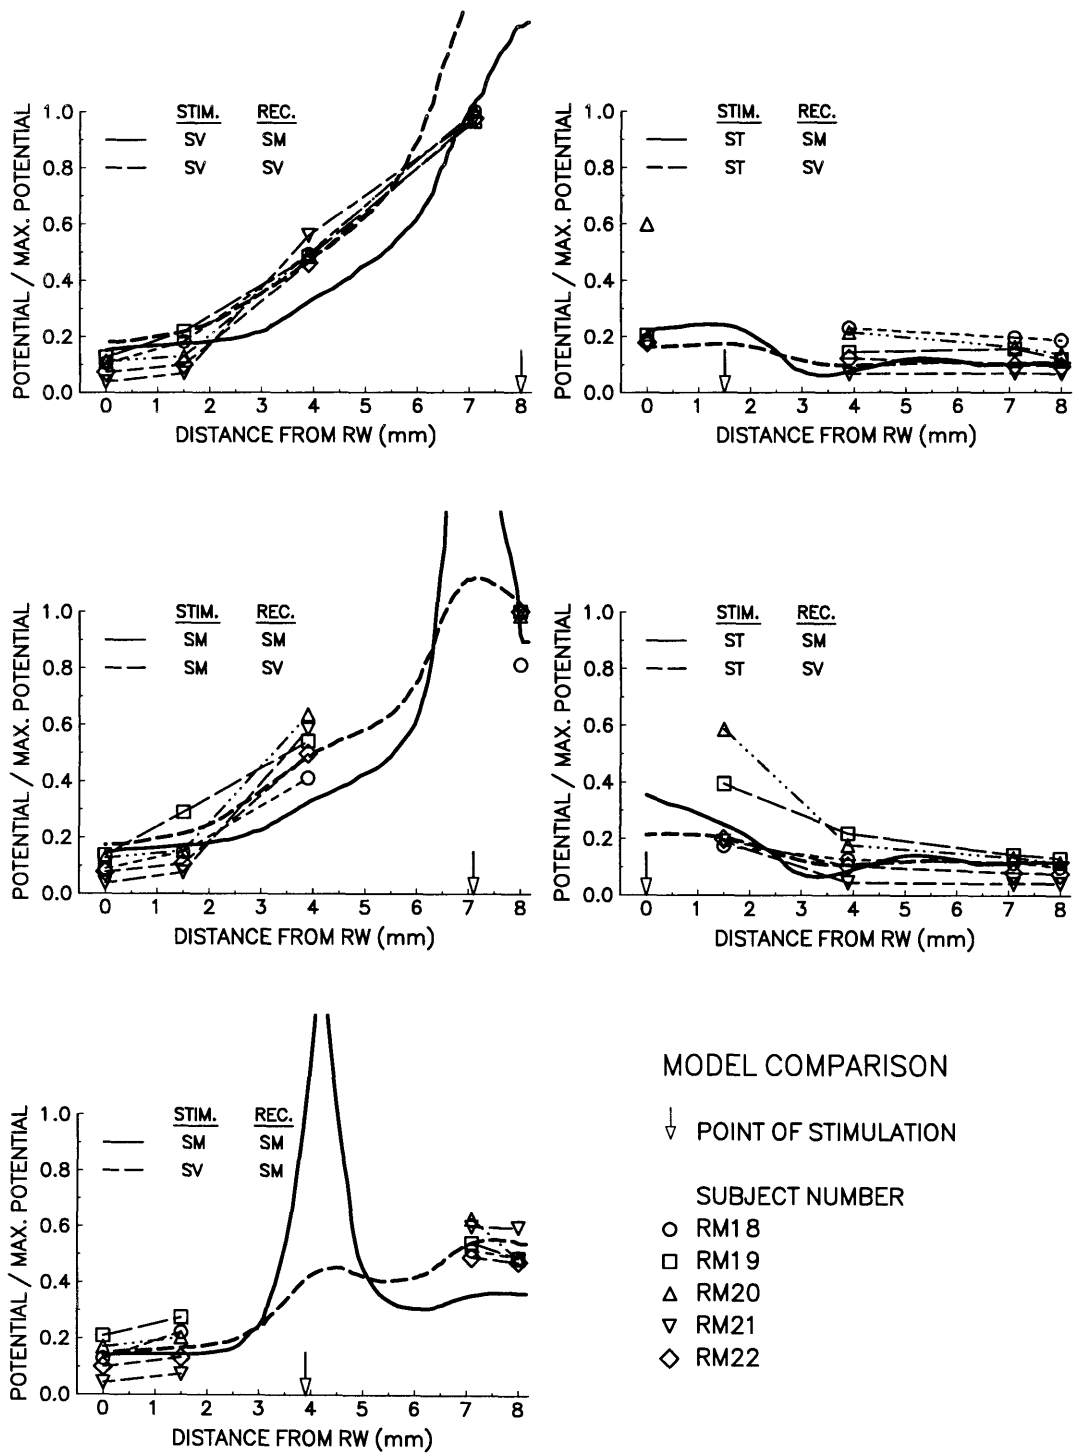 STIM. REC.
SV SM
SV SV
POTENTIAL / MAX. POTENTIAL
1.0
0.8
0.6
0.4
0.2
0.0
0 1 2 3 4 5 6 7 8
DISTANCE FROM RW (mm)
STIM. REC.
ST SM
ST SV
POTENTIAL / MAX. POTENTIAL
1.0
0.8
0.6
0.4
0.2
0.0
0 1 2 3 4 5 6 7 8
DISTANCE FROM RW (mm)
STIM. REC.
SM SM
SM SV
POTENTIAL / MAX. POTENTIAL
1.0
0.8
0.6
0.4
0.2
0.0
0 1 2 3 4 5 6 7 8
DISTANCE FROM RW (mm)
STIM. REC.
ST SM
ST SV
POTENTIAL / MAX. POTENTIAL
1.0
0.8
0.6
0.4
0.2
0.0
0 1 2 3 4 5 6 7 8
DISTANCE FROM RW (mm)
STIM. REC.
SM SM
SV SM
POTENTIAL / MAX. POTENTIAL
1.0
0.8
0.6
0.4
0.2
0.0
0 1 2 3 4 5 6 7 8
DISTANCE FROM RW (mm)
MODEL COMPARISON
POINT OF STIMULATION
SUBJECT NUMBER
RM18
RM19
RM20
RM21
RM22